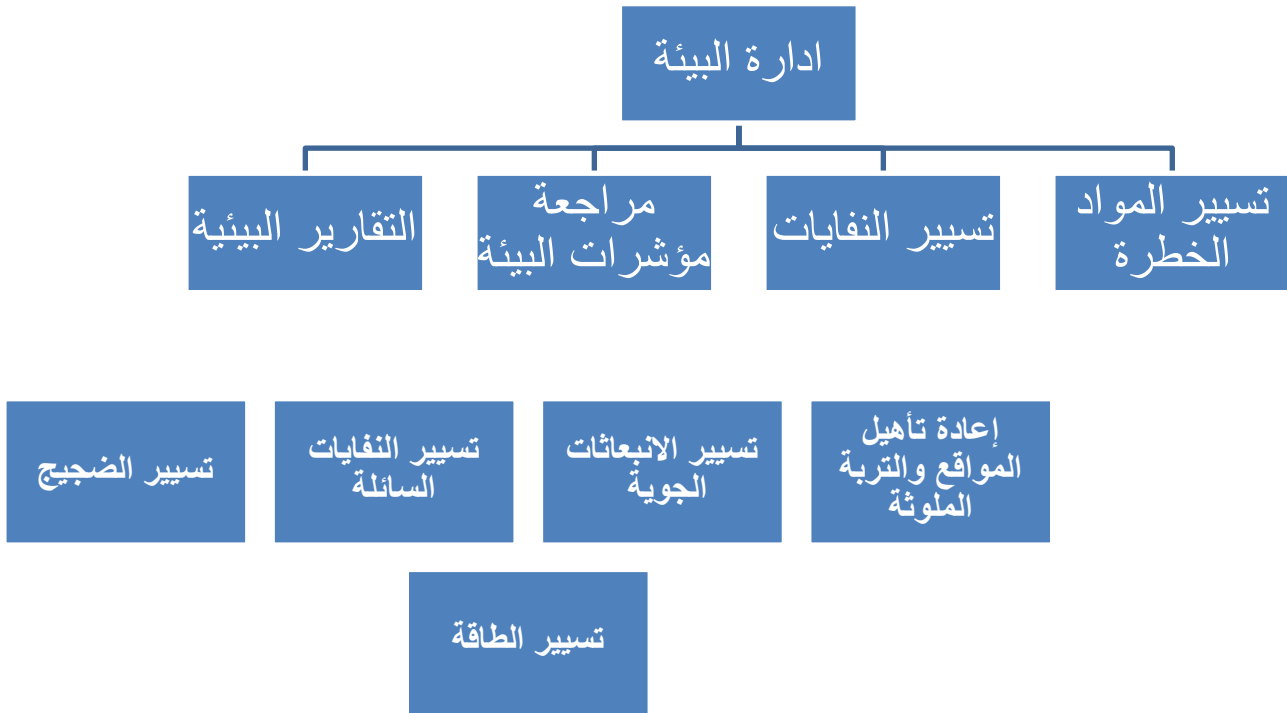 ادارة البيئة
تسيير المواد
الخطرة
تسيير النفايات
مراجعة
مؤشرات البيئة
التقارير البيئية
إعادة تأهيل
المواقع والتربة
الملوثة
تسيير الانبعاثات
الجوية
تسيير النفايات
السائلة
تسيير الضجيج
تسيير الطاقة